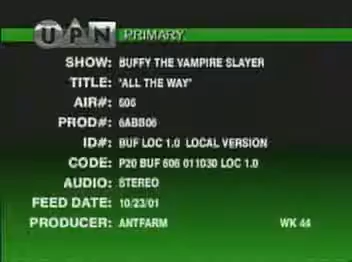 UPN PRIMARY
SHOW: BUFFY THE VAMPIRE SLAYER
TITLE: "ALL THE WAY"
AIR#: 606
PROD#: 6ABB06
ID#: BUF LOC 1.0 LOCAL VERSION
CODE: P20 BUF 606 011030 LOC 1.0
AUDIO: STEREO
FEED DATE: 10/23/01
PRODUCER: ANTFARM WK 44